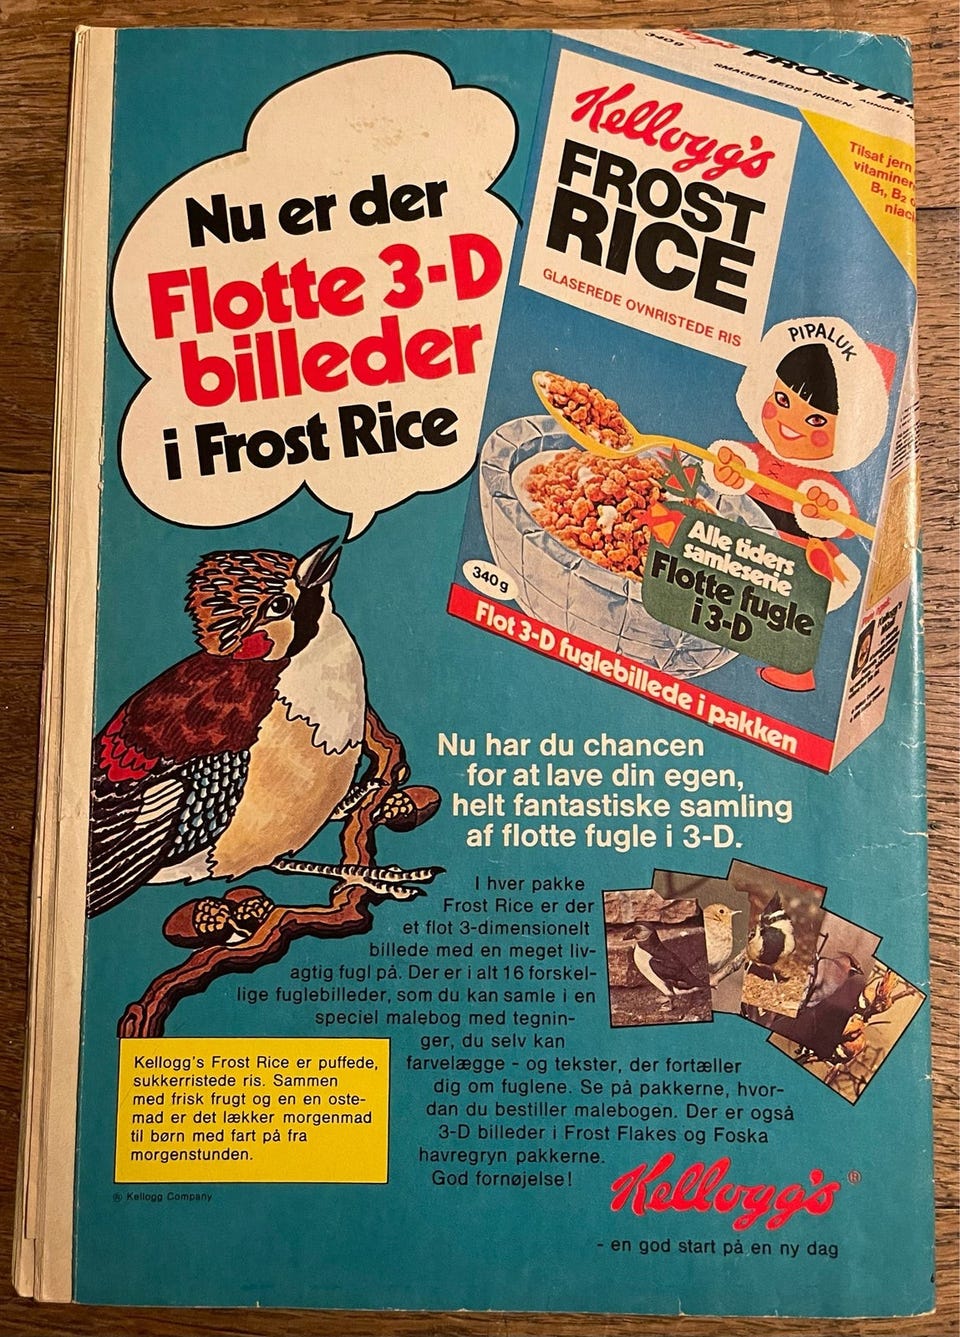 Nu er der
Flotte 3-D
billeder
i Frost Rice
340g
SMAGER BEDST INDEN:
Kellogg's
FROST
RICE
GLASEREDE OVNRISTEDE RIS
Tilsat jern
vitaminer
B1, B2
PIPALUK
Alle tiders
samleserie
Flotte fugle
i 3-D
340g
Flot 3-D fuglebillede i pakken
Nu har du chancen
for at lave din egen,
helt fantastiske samling
af flotte fugle i 3-D.
I hver pakke
Frost Rice er der
et flot 3-dimensionelt
billede med en meget liv-
agtig fugl på. Der er i alt 16 forskel-
lige fuglebilleder, som du kan samle i en
speciel malebog med tegnin-
ger, du selv kan
farvelægge - og tekster, der fortæller
dig om fuglene. Se på pakkerne, hvor-
dan du bestiller malebogen. Der er også
3-D billeder i Frost Flakes og Foska
havregryn pakkerne.
God fornøjelse!
Kellogg's Frost Rice er puffede,
sukkerristede ris. Sammen
med frisk frugt og en en oste-
mad er det lækker morgenmad
til børn med fart på fra
morgenstunden.
® Kellogg Company
Kellogg's ®
- en god start på en ny dag